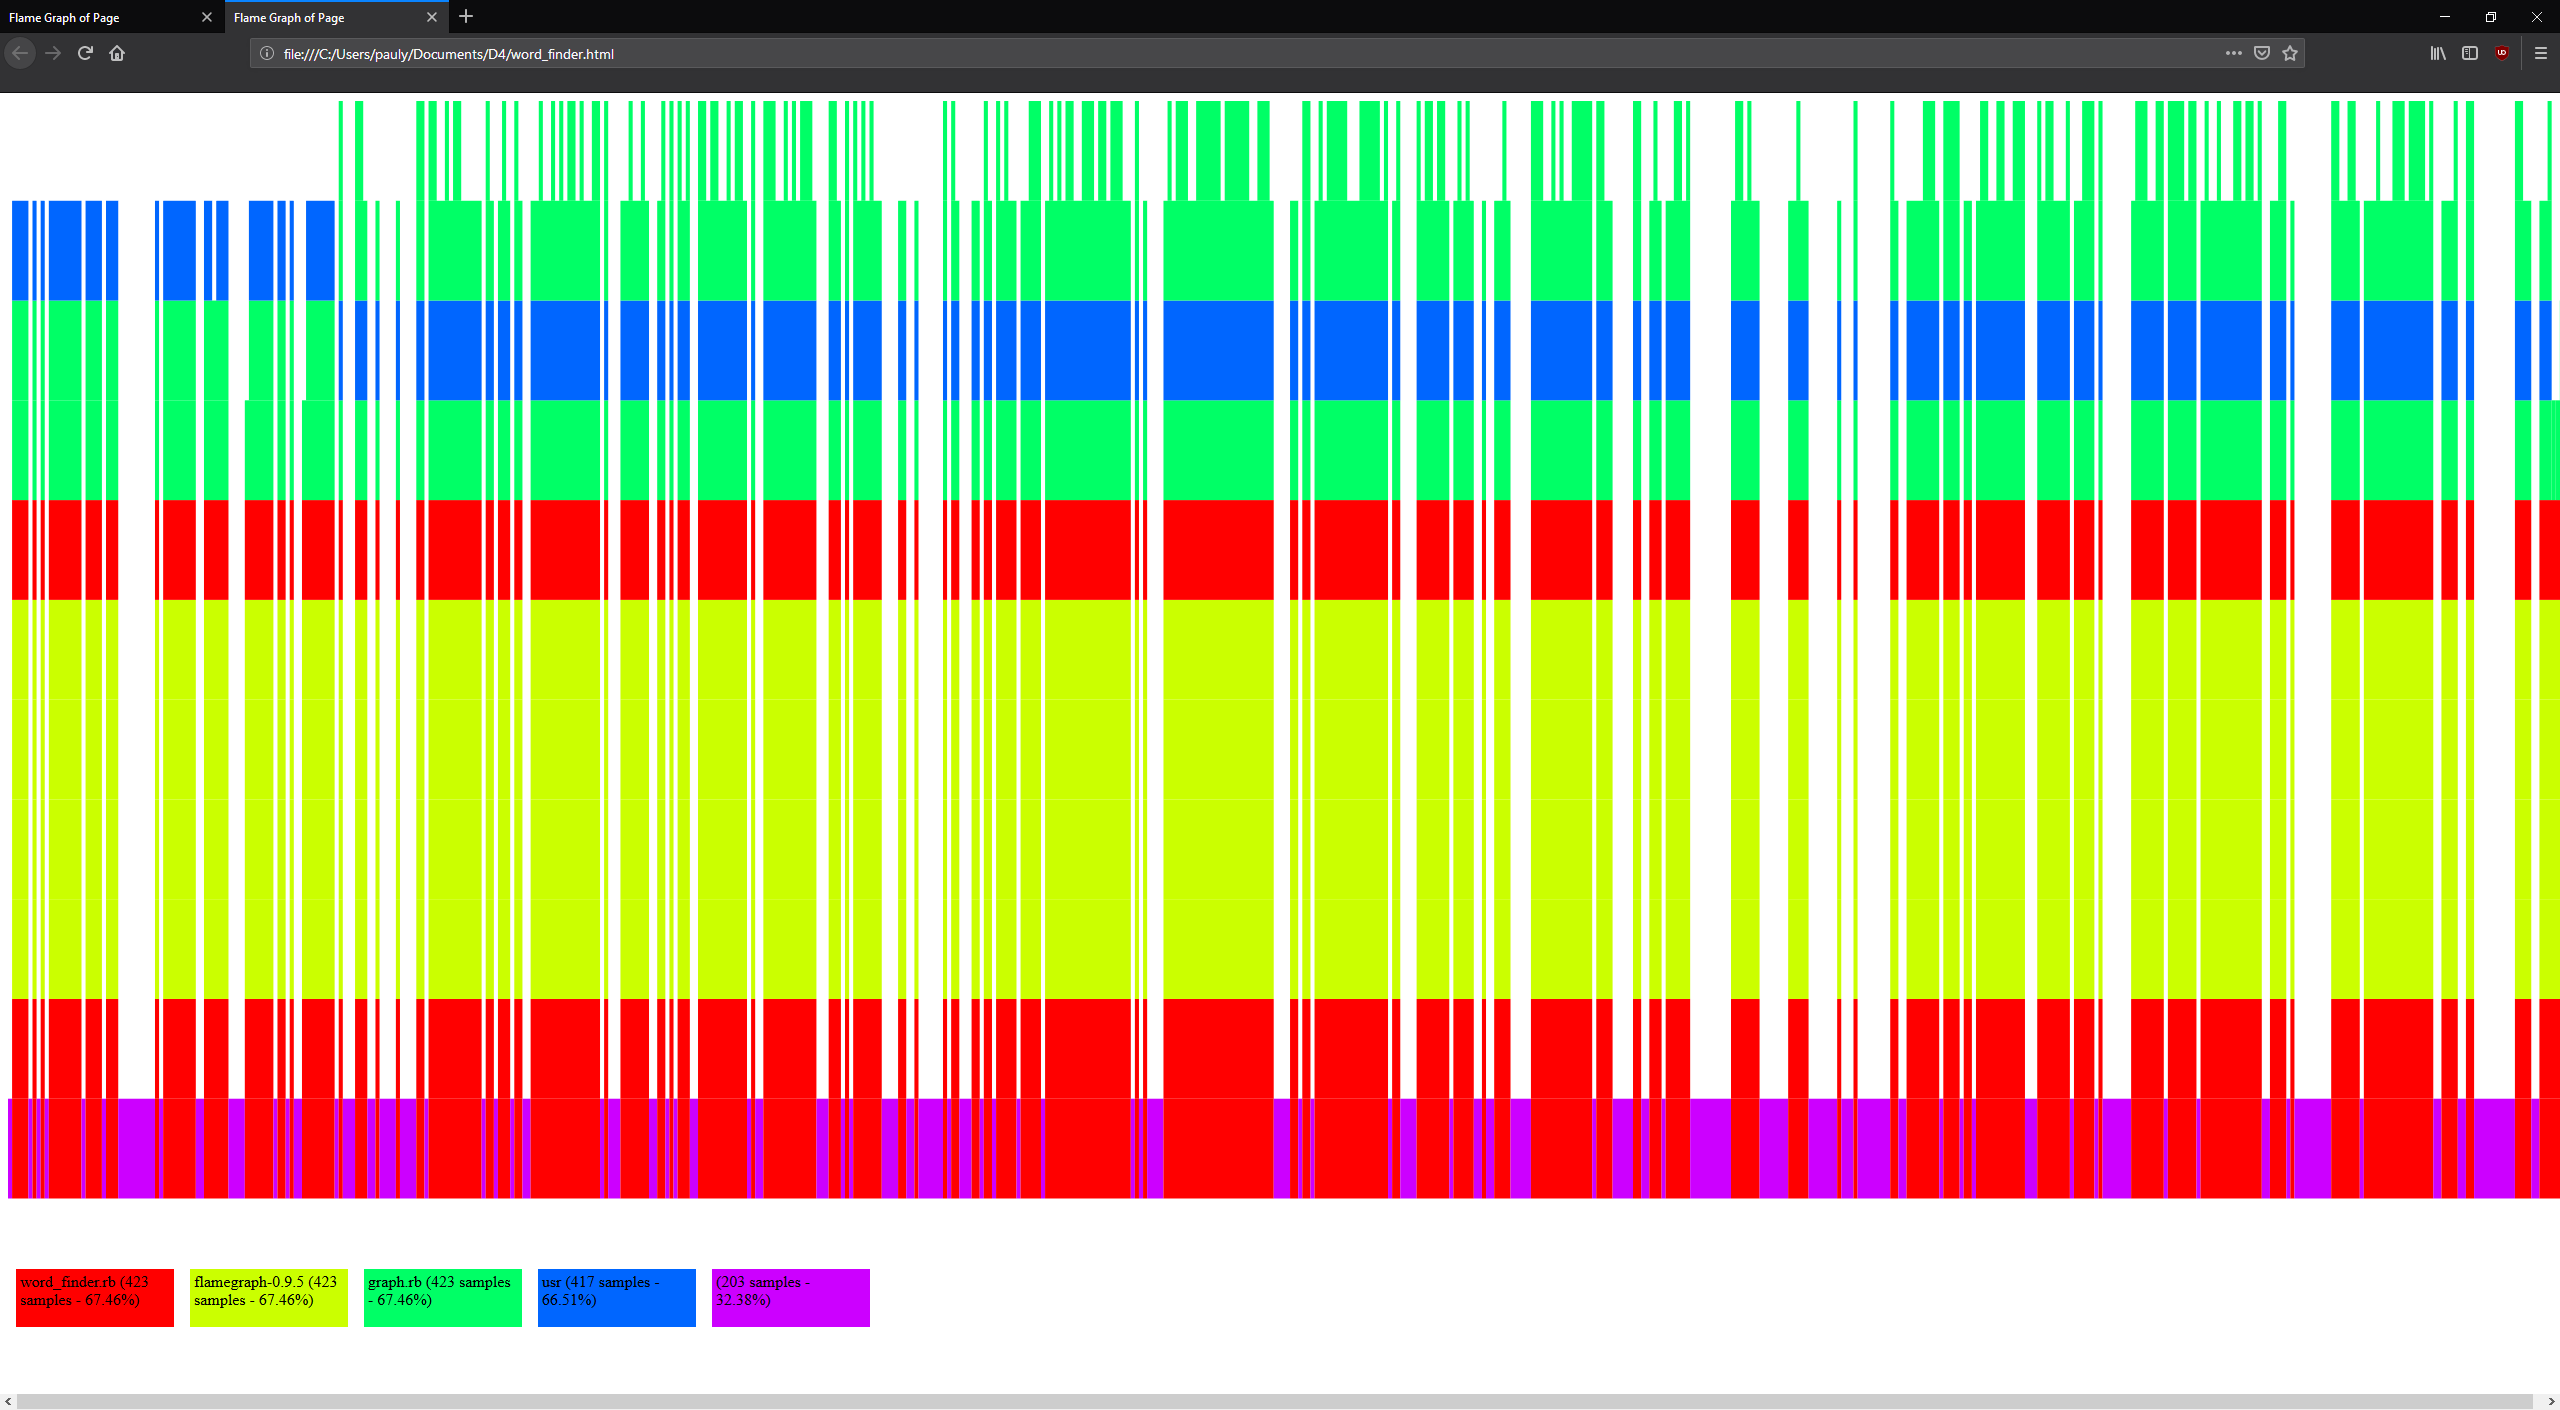 Flame Graph of Page
Flame Graph of Page
file:///C:/Users/pauly/Documents/D4/word_finder.html
word_finder.rb (423
samples - 67.46%)
flamegraph-0.9.5 (423
samples - 67.46%)
graph.rb (423 samples
- 67.46%)
usr (417 samples -
66.51%)
(203 samples -
32.38%)